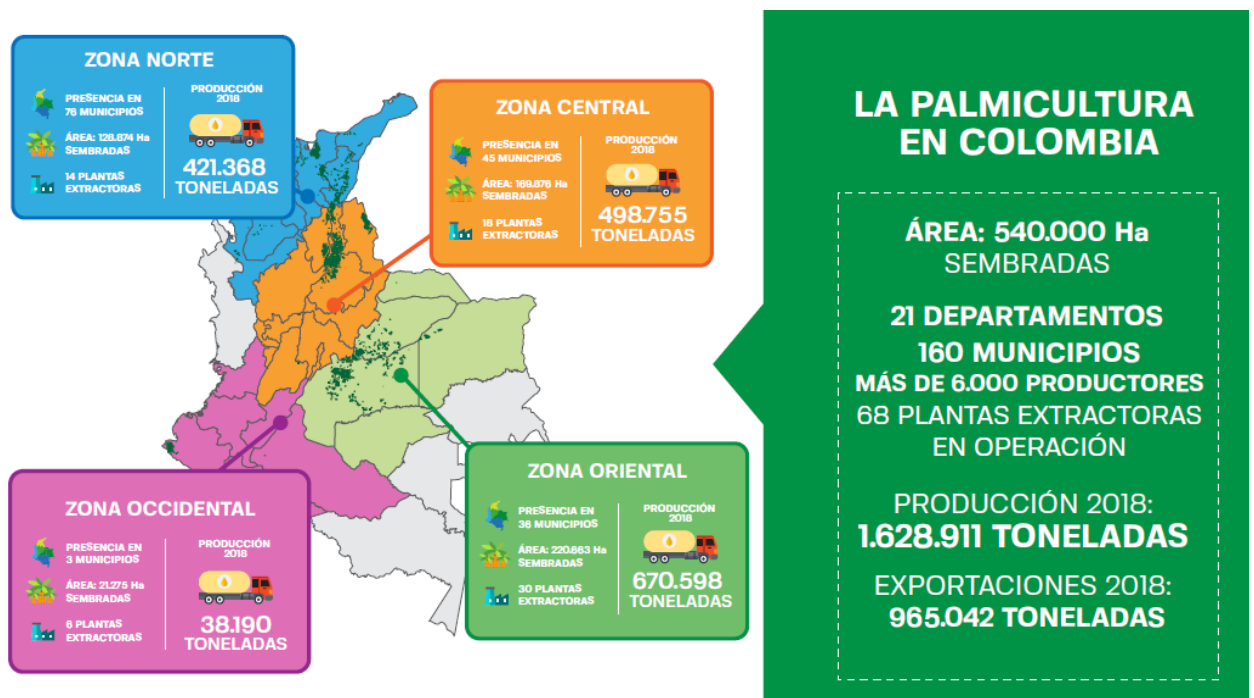 ZONA NORTE
PRESENCIA EN
76 MUNICIPIOS
ÁREA: 128.874 Ha
SEMBRADAS
14 PLANTAS
EXTRACTORAS
PRODUCCIÓN
2018
421.368
TONELADAS
ZONA CENTRAL
PRESENCIA EN
45 MUNICIPIOS
ÁREA: 169.876 Ha
SEMBRADAS
18 PLANTAS
EXTRACTORAS
PRODUCCIÓN
2018
498.755
TONELADAS
ZONA OCCIDENTAL
PRESENCIA EN
3 MUNICIPIOS
ÁREA: 21.275 Ha
SEMBRADAS
6 PLANTAS
EXTRACTORAS
PRODUCCIÓN
2018
38.190
TONELADAS
ZONA ORIENTAL
PRESENCIA EN
36 MUNICIPIOS
ÁREA: 220.663 Ha
SEMBRADAS
30 PLANTAS
EXTRACTORAS
PRODUCCIÓN
2018
670.598
TONELADAS
LA PALMICULTURA
EN COLOMBIA
ÁREA: 540.000 Ha
SEMBRADAS
21 DEPARTAMENTOS
160 MUNICIPIOS
MÁS DE 6.000 PRODUCTORES
68 PLANTAS EXTRACTORAS
EN OPERACIÓN
PRODUCCIÓN 2018:
1.628.911 TONELADAS
EXPORTACIONES 2018:
965.042 TONELADAS